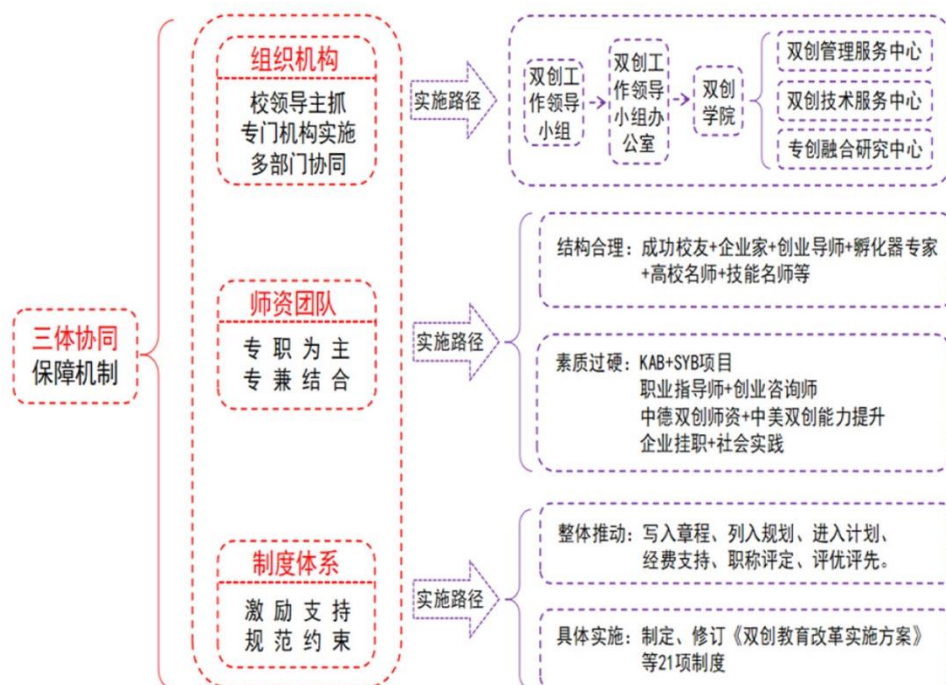 三体协同
保障机制
组织机构
校领导主抓
专门机构实施
多部门协同
实施路径
双创工
作领导
小组
双创工
作领导
小组办
公室
双创
学院
双创管理服务中心
双创技术服务中心
专创融合研究中心
师资团队
专 职 为 主
专 兼 结 合
实施路径
结构合理：成功校友+企业家+创业导师+孵化器专家
+高校名师+技能名师等
素质过硬：KAB+SYB项目
职业指导师+创业咨询师
中德双创师资+中美双创能力提升
企业挂职+社会实践
制度体系
激 励 支 持
规 范 约 束
实施路径
整体推动：写入章程、列入规划、进入计划、
经费支持、职称评定、评优评先。
具体实施：制定、修订《双创教育改革实施方案》
等21项制度